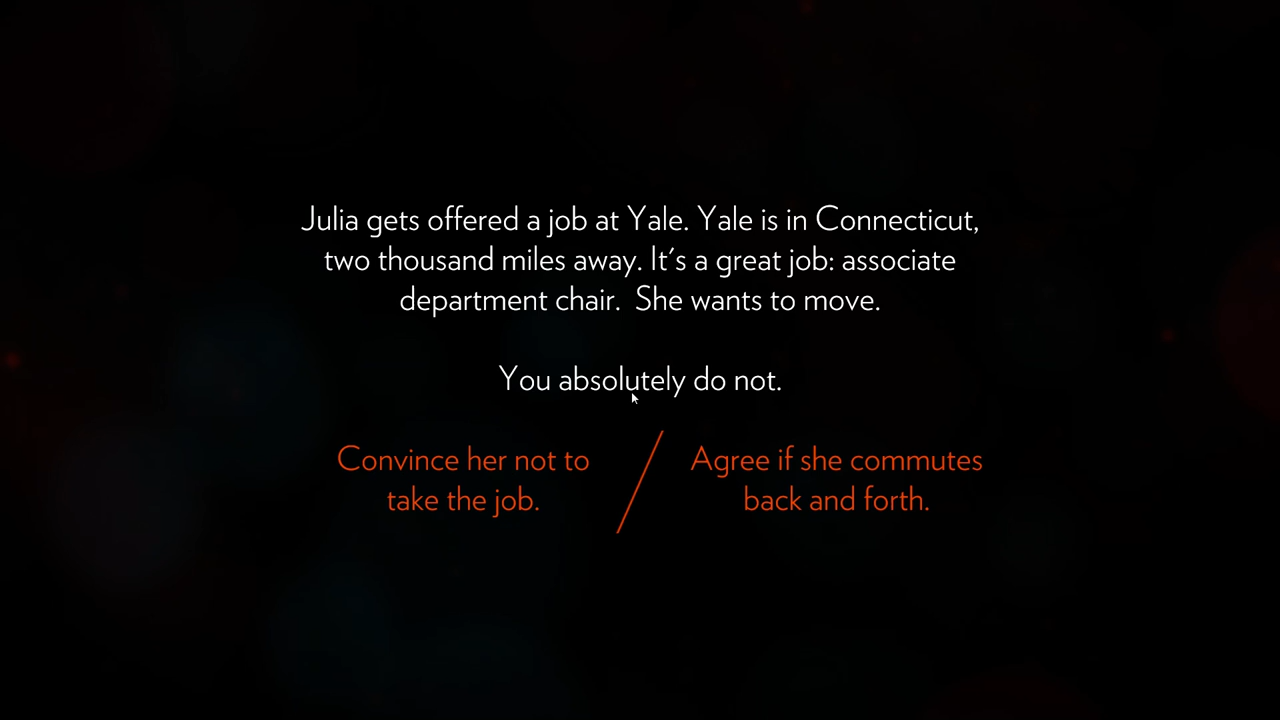 Julia gets offered a job at Yale. Yale is in Connecticut,
two thousand miles away. It's a great job: associate
department chair.  She wants to move.
You absolutely do not.
Convince her not to
take the job.
Agree if she commutes
back and forth.